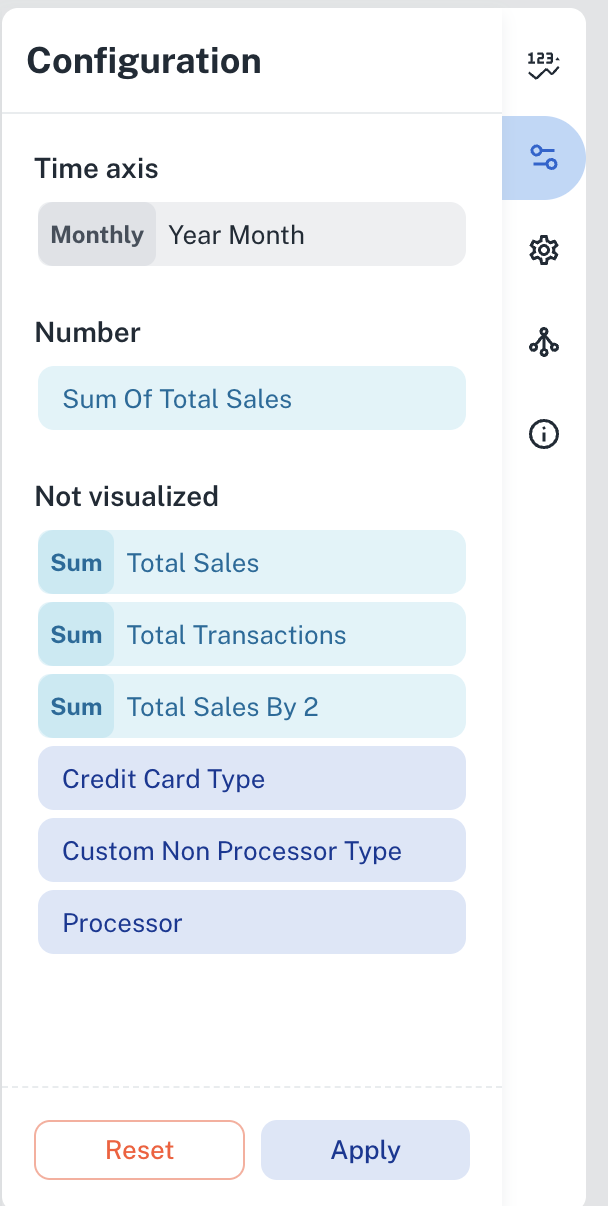 Configuration
123
Time axis
Monthly Year Month
Number
Sum Of Total Sales
Not visualized
Sum Total Sales
Sum Total Transactions
Sum Total Sales By 2
Credit Card Type
Custom Non Processor Type
Processor
Reset Apply